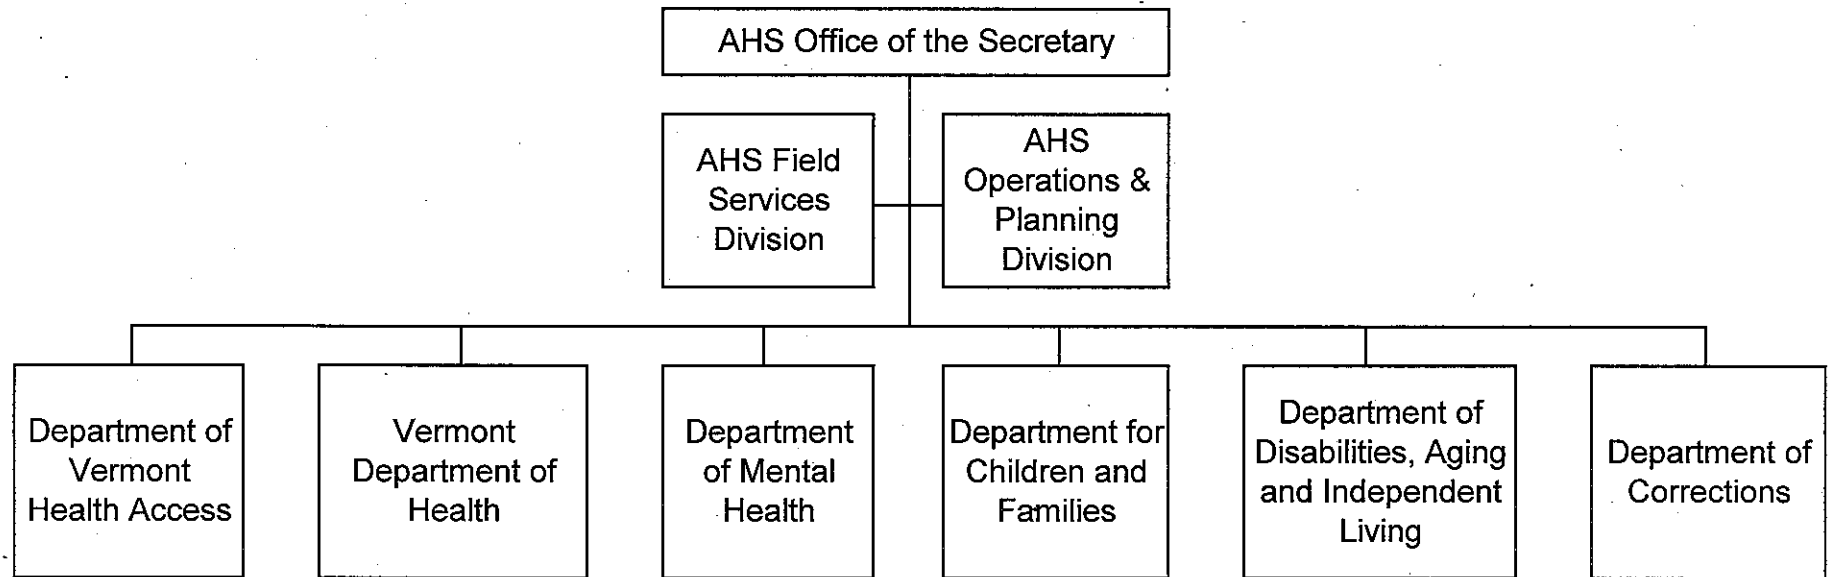 AHS Office of the Secretary
AHS Field
Services
Division
AHS
Operations &
Planning
Division
Department of
Vermont
Health Access
Vermont
Department of
Health
Department
of Mental
Health
Department for
Children and
Families
Department of
Disabilities, Aging
and Independent
Living
Department of
Corrections